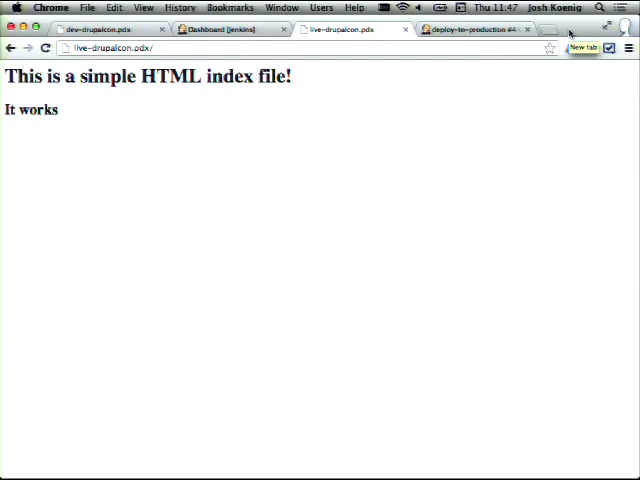 Chrome File Edit View History Bookmarks Window Users Help Thu 11:47 Josh Koenig
dev-drupalcon.pdx Dashboard [Jenkins] live-drupalcon.pdx deploy-to-production #4
live-drupalcon.pdx/
New tab
This is a simple HTML index file!
It works